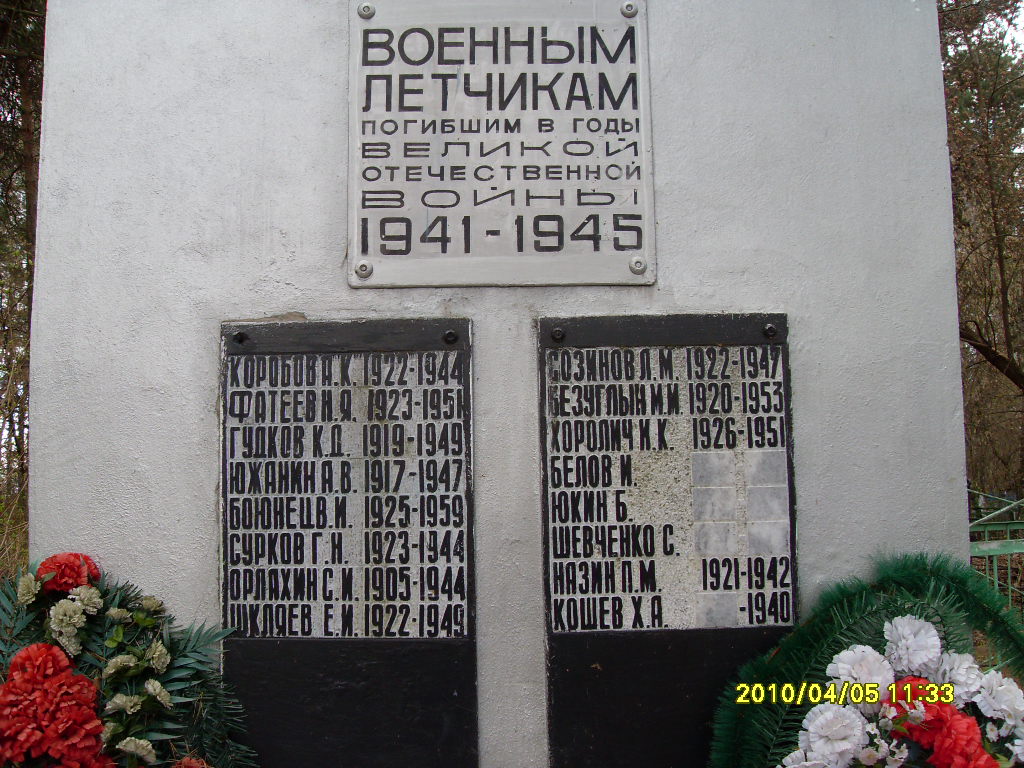 ВОЕННЫМ
ЛЕТЧИКАМ
ПОГИБШИМ В ГОДЫ
ВЕЛИКОЙ
ОТЕЧЕСТВЕННОЙ
ВОЙНЫ
1941-1945
КОРОБОВ А.К. 1922-1944
ФАТЕЕВ Н.Я. 1923-1951
ГУДКОВ К.Д. 1919-1949
ЮЖАНИН А.В. 1917-1947
БОЮНЕЦ В.И. 1925-1959
СУРКОВ Г.Н. 1923-1944
ОРЛАХИН С.И. 1905-1944
ШКЛЯЕВ Е.И. 1922-1949
СОЗИНОВ Л.М. 1922-1947
БЕЗУГЛЫН И.И. 1920-1953
ХОРОЛИЧ Н.К. 1926-1951
БЕЛОВ И.
ЮКИН Б.
ШЕВЧЕНКО С.
НАЗИН П.М. 1921-1942
КОШЕВ Х.А. -1940
2010/04/05 11:33